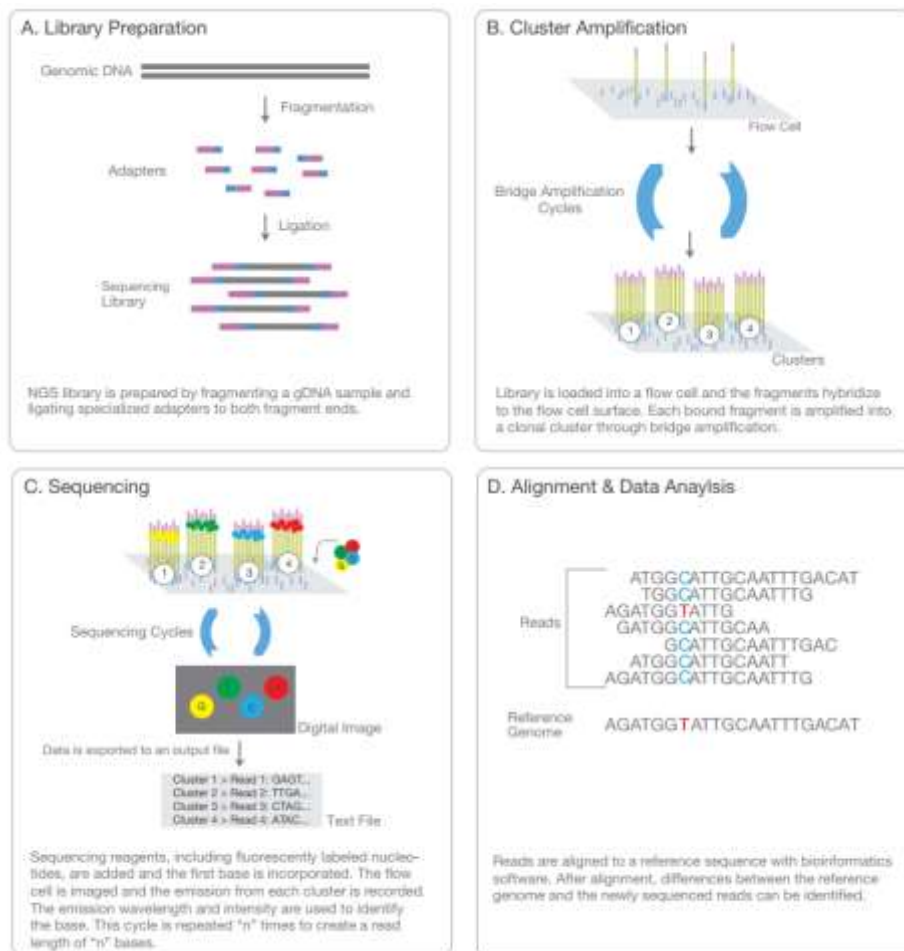 A. Library Preparation
Genomic DNA
Fragmentation
Adapters
Ligation
Sequencing
Library
NGS library is prepared by fragmenting a gDNA sample and
ligating specialized adapters to both fragment ends.
B. Cluster Amplification
Flow Cell
Bridge Amplification
Cycles
1
2
3
4
Clusters
Library is loaded into a flow cell and the fragments hybridize
to the flow cell surface. Each bound fragment is amplified into
a clonal cluster through bridge amplification.
C. Sequencing
1
2
3
4
Sequencing Cycles
G
Digital Image
Data is exported to an output file
Cluster 1 > Read 1: GAGT...
Cluster 2 > Read 2: TTGA...
Cluster 3 > Read 3: CTAG...
Cluster 4 > Read 4: ATAC...
Text File
Sequencing reagents, including fluorescently labeled nucleo-
tides, are added and the first base is incorporated. The flow
cell is imaged and the emission from each cluster is recorded.
The emission wavelength and intensity are used to identify
the base. This cycle is repeated "n" times to create a read
length of "n" bases.
D. Alignment & Data Anaylsis
ATGGCATTGCAATTTGACAT
TGGCATTGCAATTTG
AGATGGTATTG
Reads
GATGGCATTGCAA
GCATTGCAATTTGAC
ATGGCATTGCAATT
AGATGGCATTGCAATTTG
Reference
Genome
AGATGGTATTGCAATTTGACAT
Reads are aligned to a reference sequence with bioinformatics
software. After alignment, differences between the reference
genome and the newly sequenced reads can be identified.